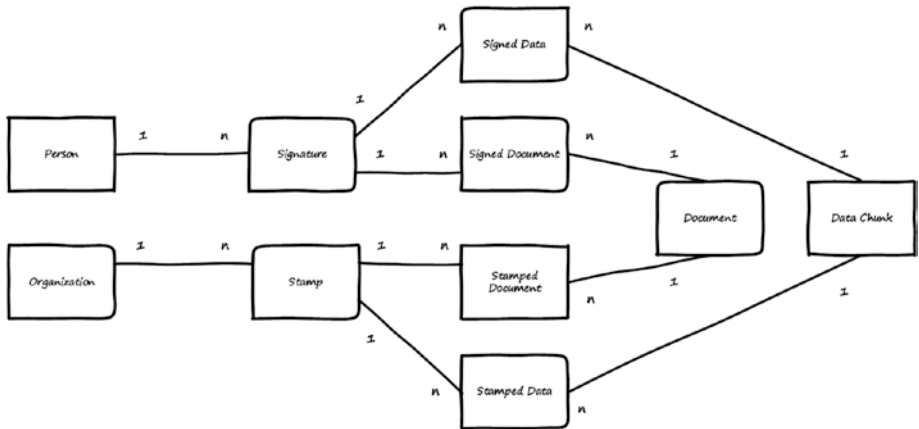 n
Signed Data
n
1
1
n
1
n
Signed Document
n
1
1
Person
Signature
Document
Data Chunk
1
n
1
n
Organization
Stamp
Stamped
Document
n
1
1
1
n
Stamped Data
n